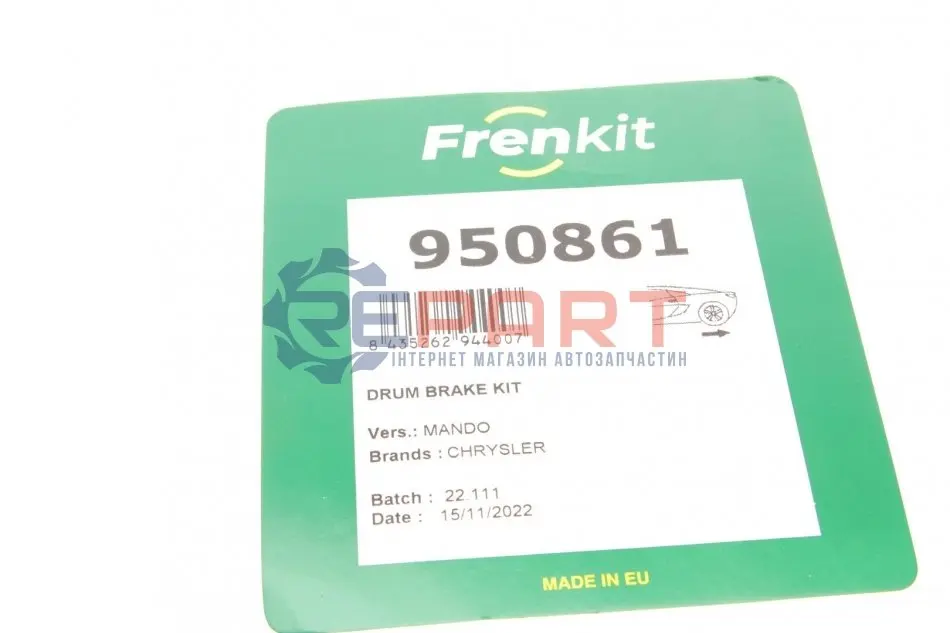 Frenkit
950861
REPART
8 435262 944007
ІНТЕРНЕТ МАГАЗИН АВТОЗАПЧАСТИН
DRUM BRAKE KIT
Vers.: MANDO
Brands : CHRYSLER
Batch : 22.111
Date : 15/11/2022
MADE IN EU